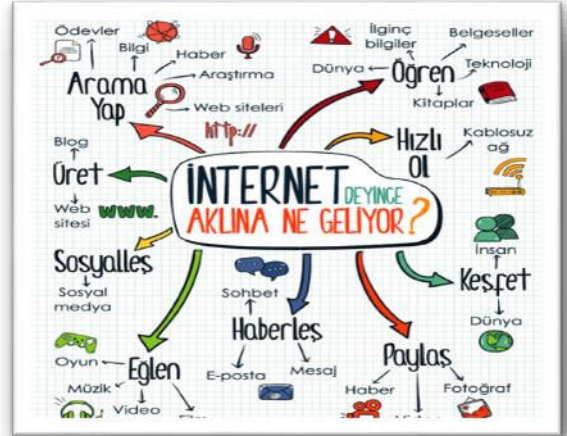 İNTERNET DEYİNCE
AKLINA NE GELİYOR?
Arama
Yap
Ödevler
Bilgi
Haber
Araştırma
Web siteleri
http://
Öğren
Dünya
İlginç
bilgiler
Belgeseller
Teknoloji
Kitaplar
Hızlı
Ol
Kablosuz
ağ
Üret
Blog
Web
sitesi
www.
Sosyalleş
Sosyal
medya
Keşfet
İnsan
Dünya
Eğlen
Oyun
Müzik
Video
Haberleş
Sohbet
E-posta
Mesaj
Paylaş
Haber
Fotoğraf